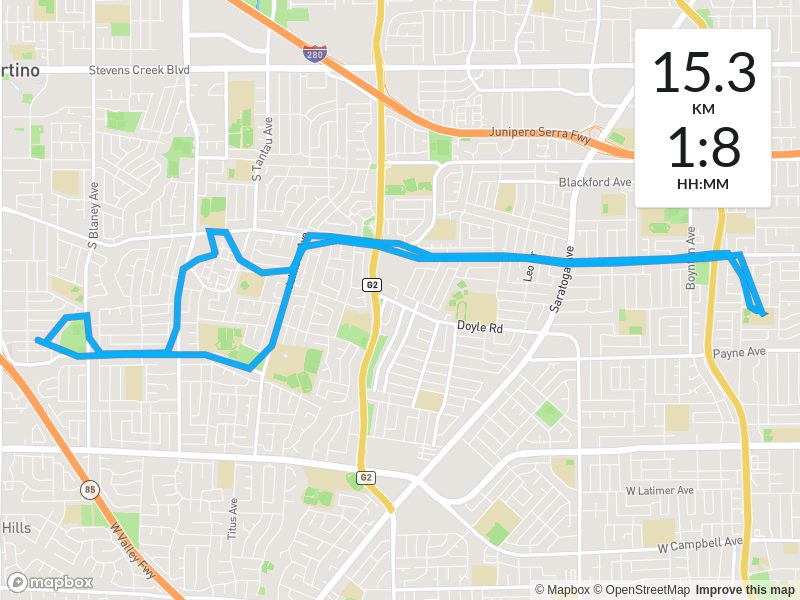 280
rtino
Stevens Creek Blvd
15.3
KM
1:8
HH:MM
Junipero Serra Fwy
S Tantau Ave
Blackford Ave
S Blaney Ave
Ave
Leo
Saratoga Ave
Boynton Ave
G2
Doyle Rd
Payne Ave
G2
85
W Latimer Ave
Titus Ave
Hills
W Valley Fwy
W Campbell Ave
mapbox
© Mapbox © OpenStreetMap Improve this map